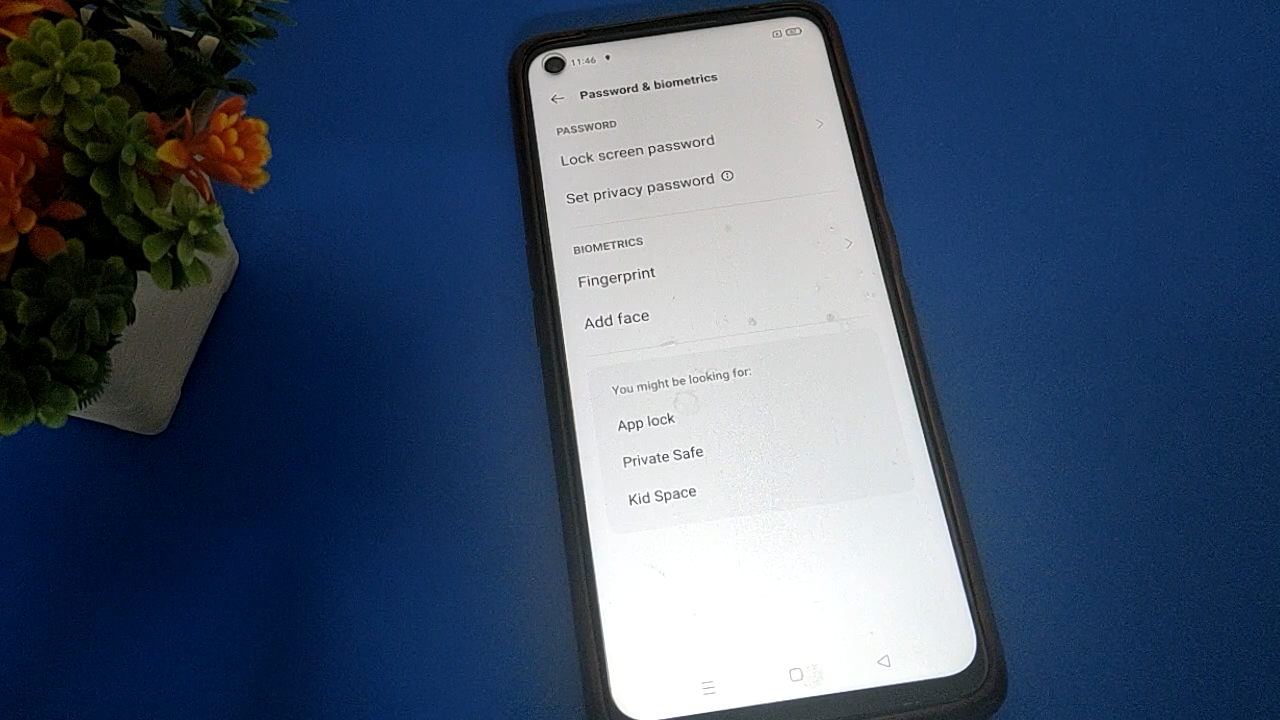 11:46
Password & biometrics
PASSWORD
Lock screen password
Set privacy password
BIOMETRICS
Fingerprint
Add face
You might be looking for:
App lock
Private Safe
Kid Space